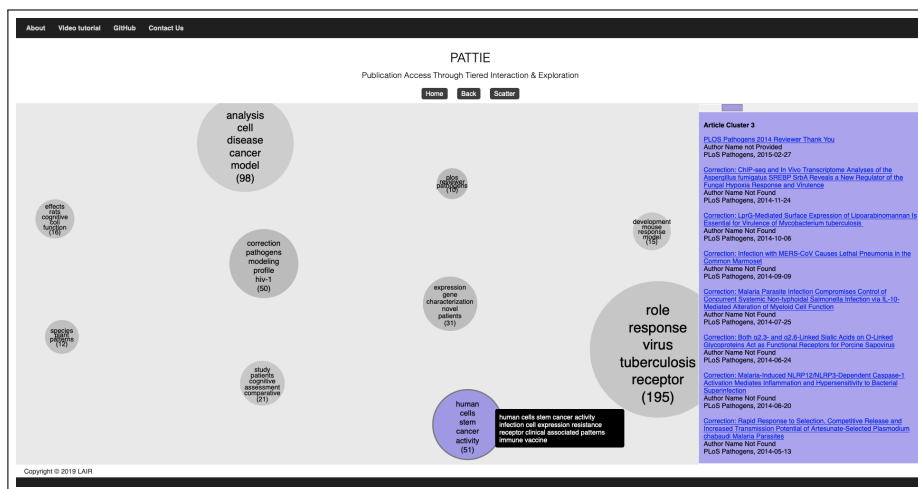 About Video tutorial GitHub Contact Us
PATTIE
Publication Access Through Tiered Interaction & Exploration
Home Back Scatter
analysis
cell
disease
cancer
model
(98)
plos
reviewer
pathogens
(10)
effects
rats
cognitive
coli
function
(16)
development
mouse
response
model
(15)
correction
pathogens
modeling
profile
hiv-1
(50)
expression
gene
characterization
novel
patients
(31)
role
response
virus
tuberculosis
receptor
(195)
species
plant
patterns
(12)
study
patients
cognitive
assessment
comparative
(21)
human
cells
stem
cancer
activity
(51)
human cells stem cancer activity
infection cell expression resistance
receptor clinical associated patterns
immune vaccine
Article Cluster 3
PLOS Pathogens 2014 Reviewer Thank You
Author Name not Provided
PLoS Pathogens, 2015-02-27
Correction: ChIP-seq and In Vivo Transcriptome Analyses of the
Aspergillus fumigatus SREBP SrbA Reveals a New Regulator of the
Fungal Hypoxia Response and Virulence
Author Name Not Found
PLoS Pathogens, 2014-11-24
Correction: LprG-Mediated Surface Expression of Lipoarabinomannan Is
Essential for Virulence of Mycobacterium tuberculosis
Author Name Not Found
PLoS Pathogens, 2014-10-06
Correction: Infection with MERS-CoV Causes Lethal Pneumonia in the
Common Marmoset
Author Name Not Found
PLoS Pathogens, 2014-09-09
Correction: Malaria Parasite Infection Compromises Control of
Concurrent Systemic Non-typhoidal Salmonella Infection via IL-10-
Mediated Alteration of Myeloid Cell Function
Author Name Not Found
PLoS Pathogens, 2014-07-25
Correction: Both α2,3- and α2,6-Linked Sialic Acids on O-Linked
Glycoproteins Act as Functional Receptors for Porcine Sapovirus
Author Name Not Found
PLoS Pathogens, 2014-06-24
Correction: Malaria-Induced NLRP12/NLRP3-Dependent Caspase-1
Activation Mediates Inflammation and Hypersensitivity to Bacterial
Superinfection
Author Name Not Found
PLoS Pathogens, 2014-06-20
Correction: Rapid Response to Selection, Competitive Release and
Increased Transmission Potential of Artesunate-Selected Plasmodium
chabaudi Malaria Parasites
Author Name Not Found
PLoS Pathogens, 2014-05-13
Copyright © 2019 LAIR